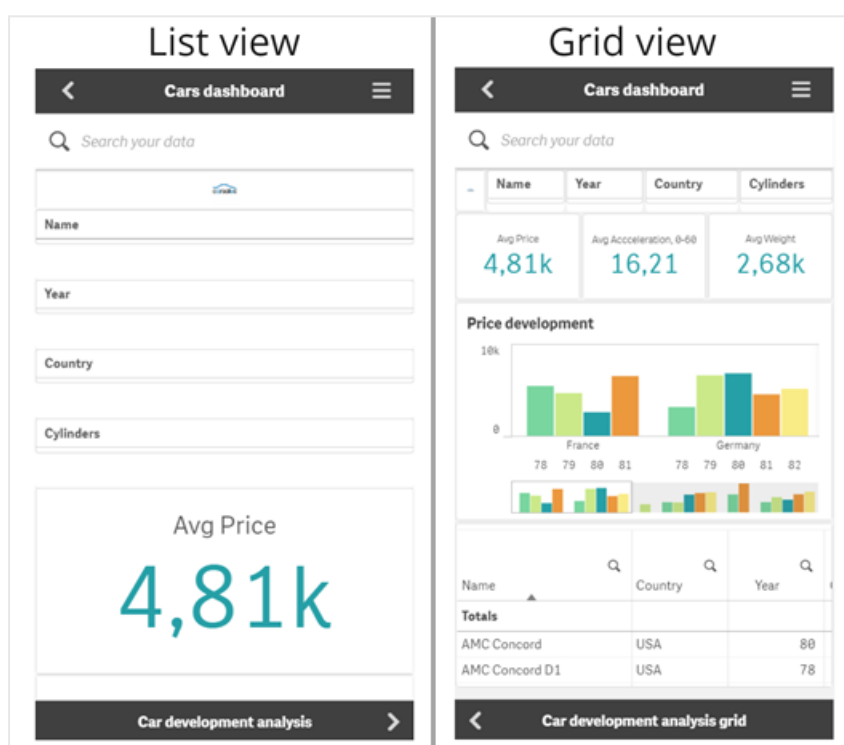 List view
Cars dashboard
Search your data
Name
Year
Country
Cylinders
Avg Price
4,81k
Car development analysis
Grid view
Cars dashboard
Search your data
Name Year Country Cylinders
Avg Price Avg Accceleration, 0-60 Avg Weight
4,81k 16,21 2,68k
Price development
10k
0
France Germany
78 79 80 81 78 79 80 81 82
Name Country Year
Totals
AMC Concord USA 80
AMC Concord D1 USA 78
Car development analysis grid